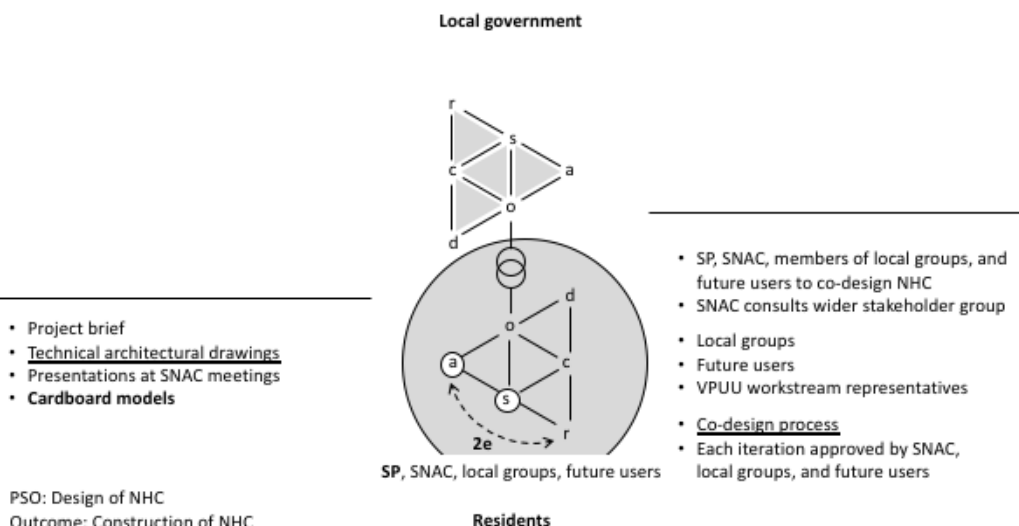 Local government
r
s
c
a
o
d
d
o
a
c
s
r
2e
SP, SNAC, local groups, future users
• Project brief
• Technical architectural drawings
• Presentations at SNAC meetings
• Cardboard models
• SP, SNAC, members of local groups, and
future users to co-design NHC
• SNAC consults wider stakeholder group
• Local groups
• Future users
• VPUU workstream representatives
• Co-design process
• Each iteration approved by SNAC,
local groups, and future users
PSO: Design of NHC
Outcome: Construction of NHC
Residents